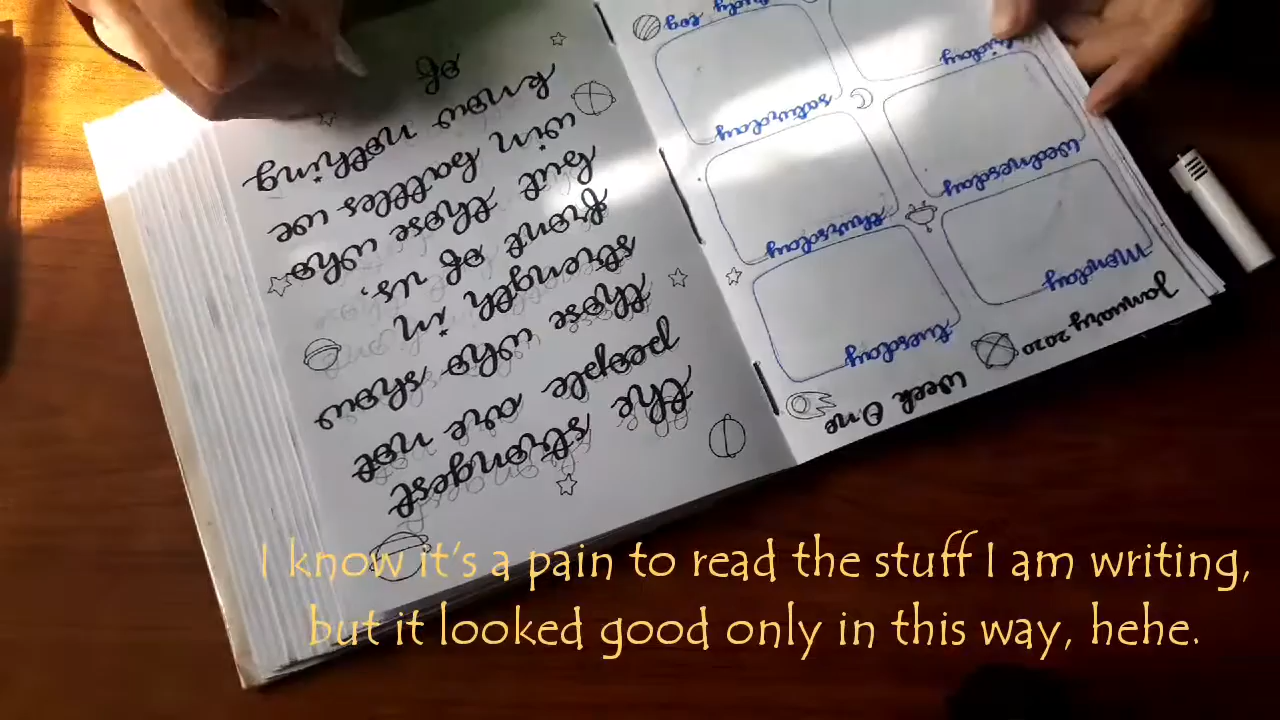 the
strongest
people are not
those who show
strength in
front of us,
but those who
win battles we
know nothing
of
Week One
January 2020
Monday
tuesday
Wednesday
thursday
friday
saturday
log
I know it's a pain to read the stuff I am writing,
but it looked good only in this way, hehe.